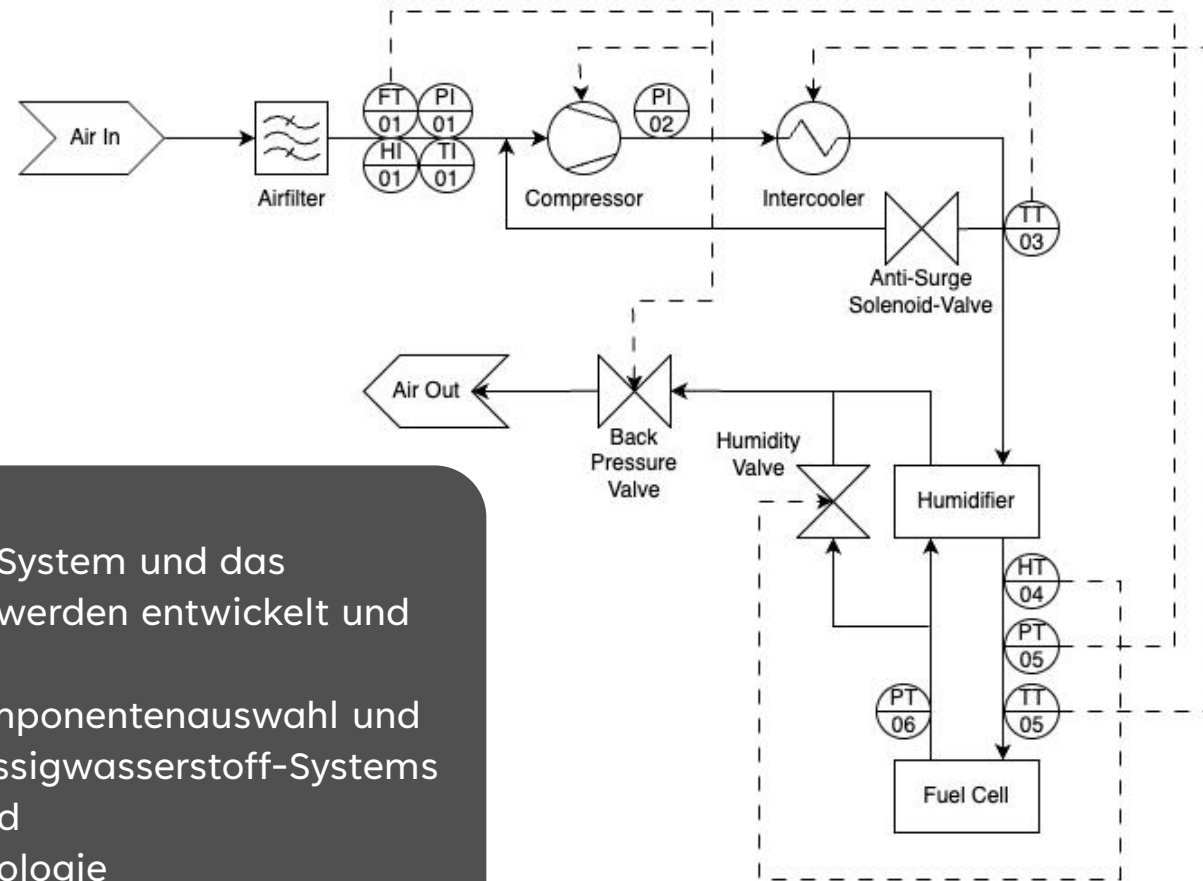 Air In
Airfilter
FT
01
PI
01
HI
01
TI
01
Compressor
PI
02
Intercooler
TT
03
Anti-Surge
Solenoid-Valve
Air Out
Back
Pressure
Valve
Humidity
Valve
Humidifier
HT
04
PT
05
TT
05
PT
06
Fuel Cell
System und das
werden entwickelt und
ponentenauswahl und
ssigwasserstoff-Systems
d
ologie